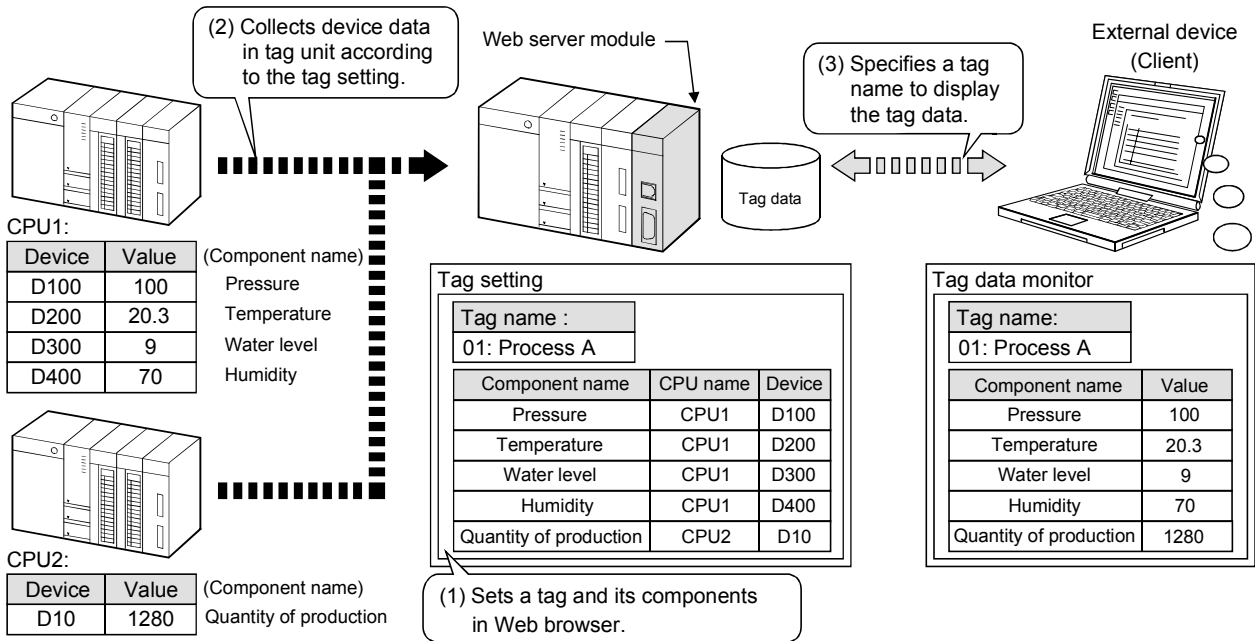 (2) Collects device data
in tag unit according
to the tag setting.
Web server module
External device
(Client)
(3) Specifies a tag
name to display
the tag data.
Tag data
CPU1:
Device Value (Component name)
D100 100 Pressure
D200 20.3 Temperature
D300 9 Water level
D400 70 Humidity
CPU2:
Device Value (Component name)
D10 1280 Quantity of production
Tag setting
Tag name :
01: Process A
Component name CPU name Device
Pressure CPU1 D100
Temperature CPU1 D200
Water level CPU1 D300
Humidity CPU1 D400
Quantity of production CPU2 D10
(1) Sets a tag and its components
in Web browser.
Tag data monitor
Tag name:
01: Process A
Component name Value
Pressure 100
Temperature 20.3
Water level 9
Humidity 70
Quantity of production 1280